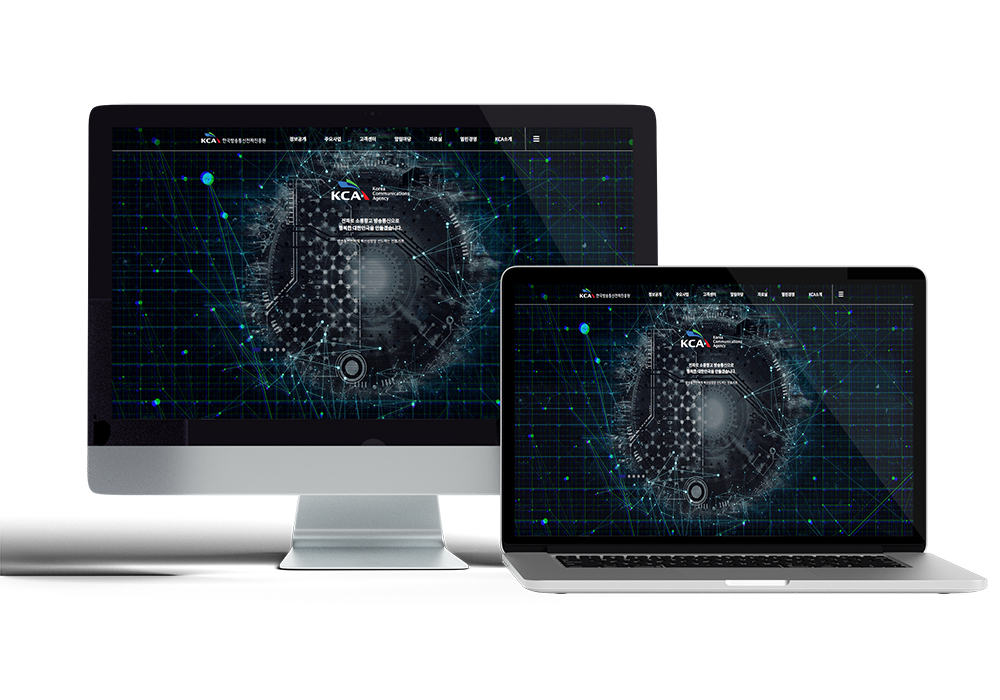 KCA 한국방송통신전파진흥원 정보공개 주요사업 고객센터 알림마당 자료실 열린경영 KCA소개
KCA Korea
Communications
Agency
전파로 소통하고 방송통신으로
행복한 대한민국을 만들겠습니다.
KCA 한국방송통신전파진흥원 정보공개 주요사업 고객센터 알림마당 자료실 열린경영 KCA소개
KCA Korea
Communications
Agency
전파로 소통하고 방송통신으로
행복한 대한민국을 만들겠습니다.